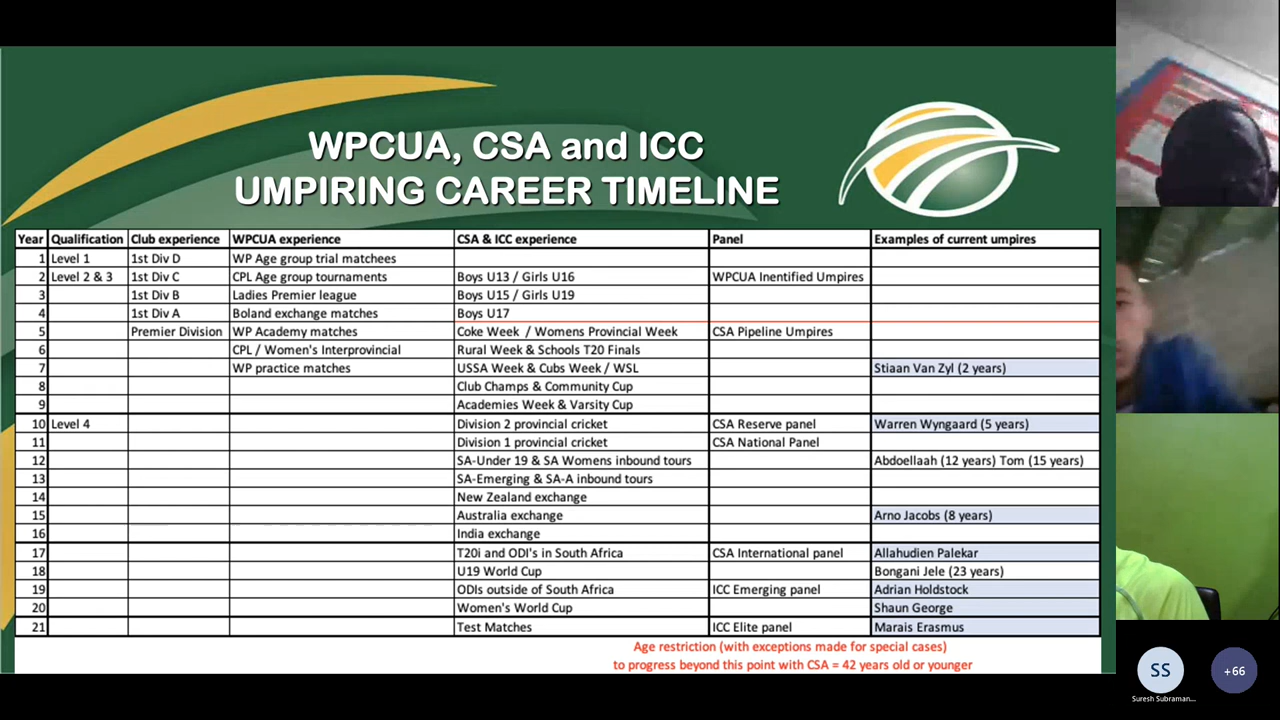 WPCUA, CSA and ICC
UMPIRING CAREER TIMELINE
Year Qualification Club experience WPCUA experience CSA & ICC experience Panel Examples of current umpires
1 Level 1 1st Div D WP Age group trial matchees
2 Level 2 & 3 1st Div C CPL Age group tournaments Boys U13 / Girls U16 WPCUA Inentified Umpires
3 1st Div B Ladies Premier league Boys U15 / Girls U19
4 1st Div A Boland exchange matches Boys U17
5 Premier Division WP Academy matches Coke Week / Womens Provincial Week CSA Pipeline Umpires
6 CPL / Women's Interprovincial Rural Week & Schools T20 Finals
7 WP practice matches USSA Week & Cubs Week / WSL Stiaan Van Zyl (2 years)
8 Club Champs & Community Cup
9 Academies Week & Varsity Cup
10 Level 4 Division 2 provincial cricket CSA Reserve panel Warren Wyngaard (5 years)
11 Division 1 provincial cricket CSA National Panel
12 SA-Under 19 & SA Womens inbound tours Abdoellaah (12 years) Tom (15 years)
13 SA-Emerging & SA-A inbound tours
14 New Zealand exchange
15 Australia exchange Arno Jacobs (8 years)
16 India exchange
17 T20i and ODI's in South Africa CSA International panel Allahudien Palekar
18 U19 World Cup Bongani Jele (23 years)
19 ODIs outside of South Africa ICC Emerging panel Adrian Holdstock
20 Women's World Cup Shaun George
21 Test Matches ICC Elite panel Marais Erasmus
Age restriction (with exceptions made for special cases)
to progress beyond this point with CSA = 42 years old or younger
SS
Suresh Subraman...
+66